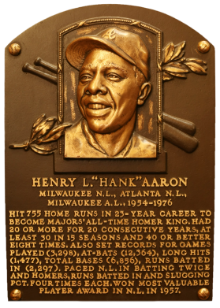 HENRY L. "HANK" AARON
MILWAUKEE N.L., ATLANTA N.L.,
MILWAUKEE A.L., 1954-1976
HIT 755 HOME RUNS IN 23-YEAR CAREER TO
BECOME MAJORS' ALL-TIME HOMER KING. HAD
20 OR MORE FOR 20 CONSECUTIVE YEARS, AT
LEAST 30 IN 15 SEASONS AND 40 OR BETTER
EIGHT TIMES. ALSO SET RECORDS FOR GAMES
PLAYED (3,298), AT-BATS (12,364), LONG HITS
(1,477), TOTAL BASES (6,856), RUNS BATTED
IN (2,297). PACED N.L. IN BATTING TWICE
AND HOMERS, RUNS BATTED IN AND SLUGGING
PCT. FOUR TIMES EACH. WON MOST VALUABLE
PLAYER AWARD IN N.L. IN 1957.